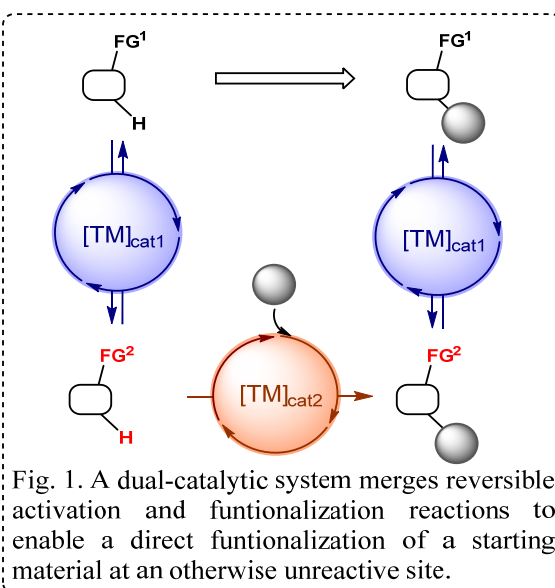 FG¹ FG¹
H
[TM]cat1 [TM]cat1
FG² FG²
[TM]cat2
H
Fig. 1. A dual-catalytic system merges reversible
activation and funtionalization reactions to
enable a direct funtionalization of a starting
material at an otherwise unreactive site.